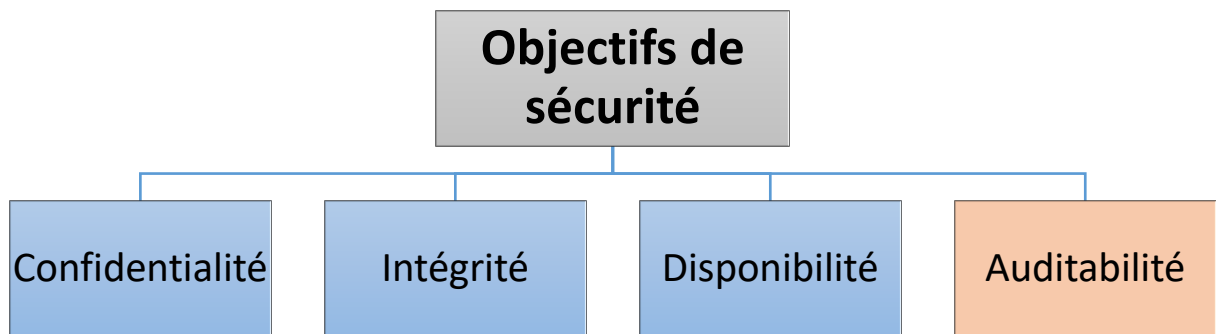 Objectifs de
sécurité
Confidentialité
Intégrité
Disponibilité
Auditabilité